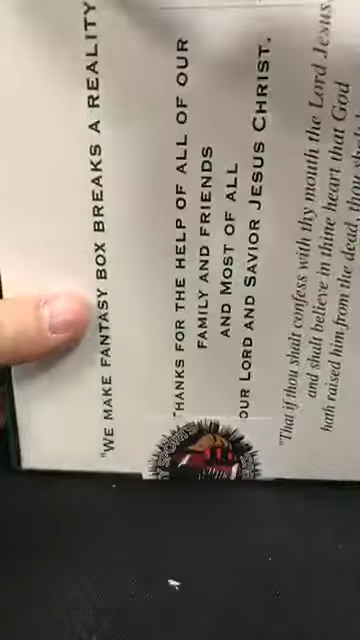 "WE MAKE FANTASY BOX BREAKS A REALITY
THANKS FOR THE HELP OF ALL OF OUR
FAMILY AND FRIENDS
AND MOST OF ALL
OUR LORD AND SAVIOR JESUS CHRIST.
"That if thou shalt confess with thy mouth the Lord Jesus,
and shalt believe in thine heart that God
hath raised him from the dead, thou
SPORTS